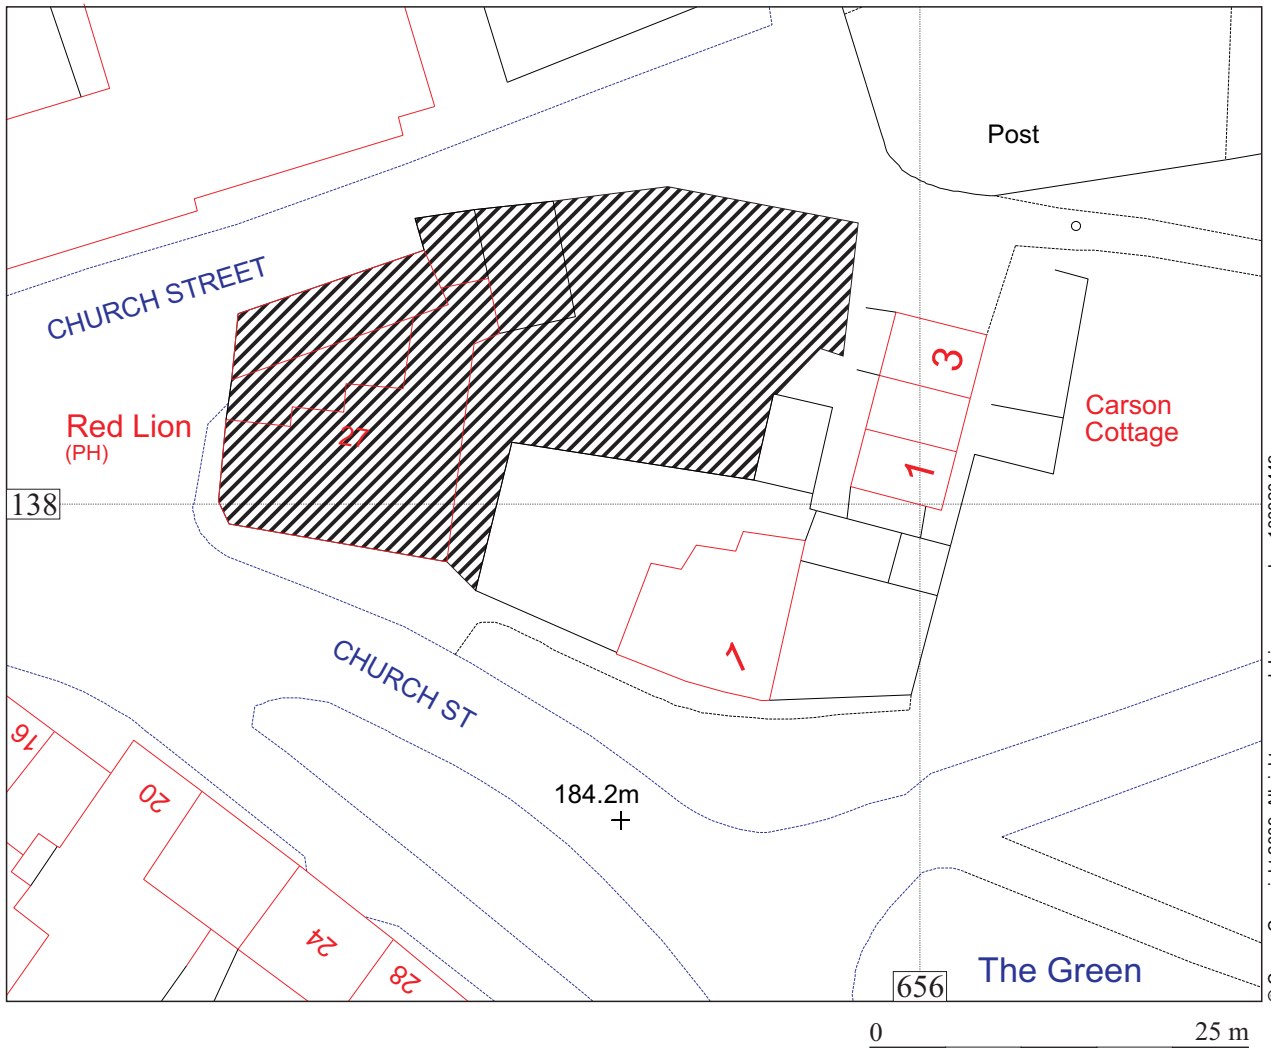 Post
CHURCH STREET
Red Lion
(PH)
27
3
1
Carson
Cottage
138
7
CHURCH ST
184.2m
16
20
24
28
656
The Green
0 25 m